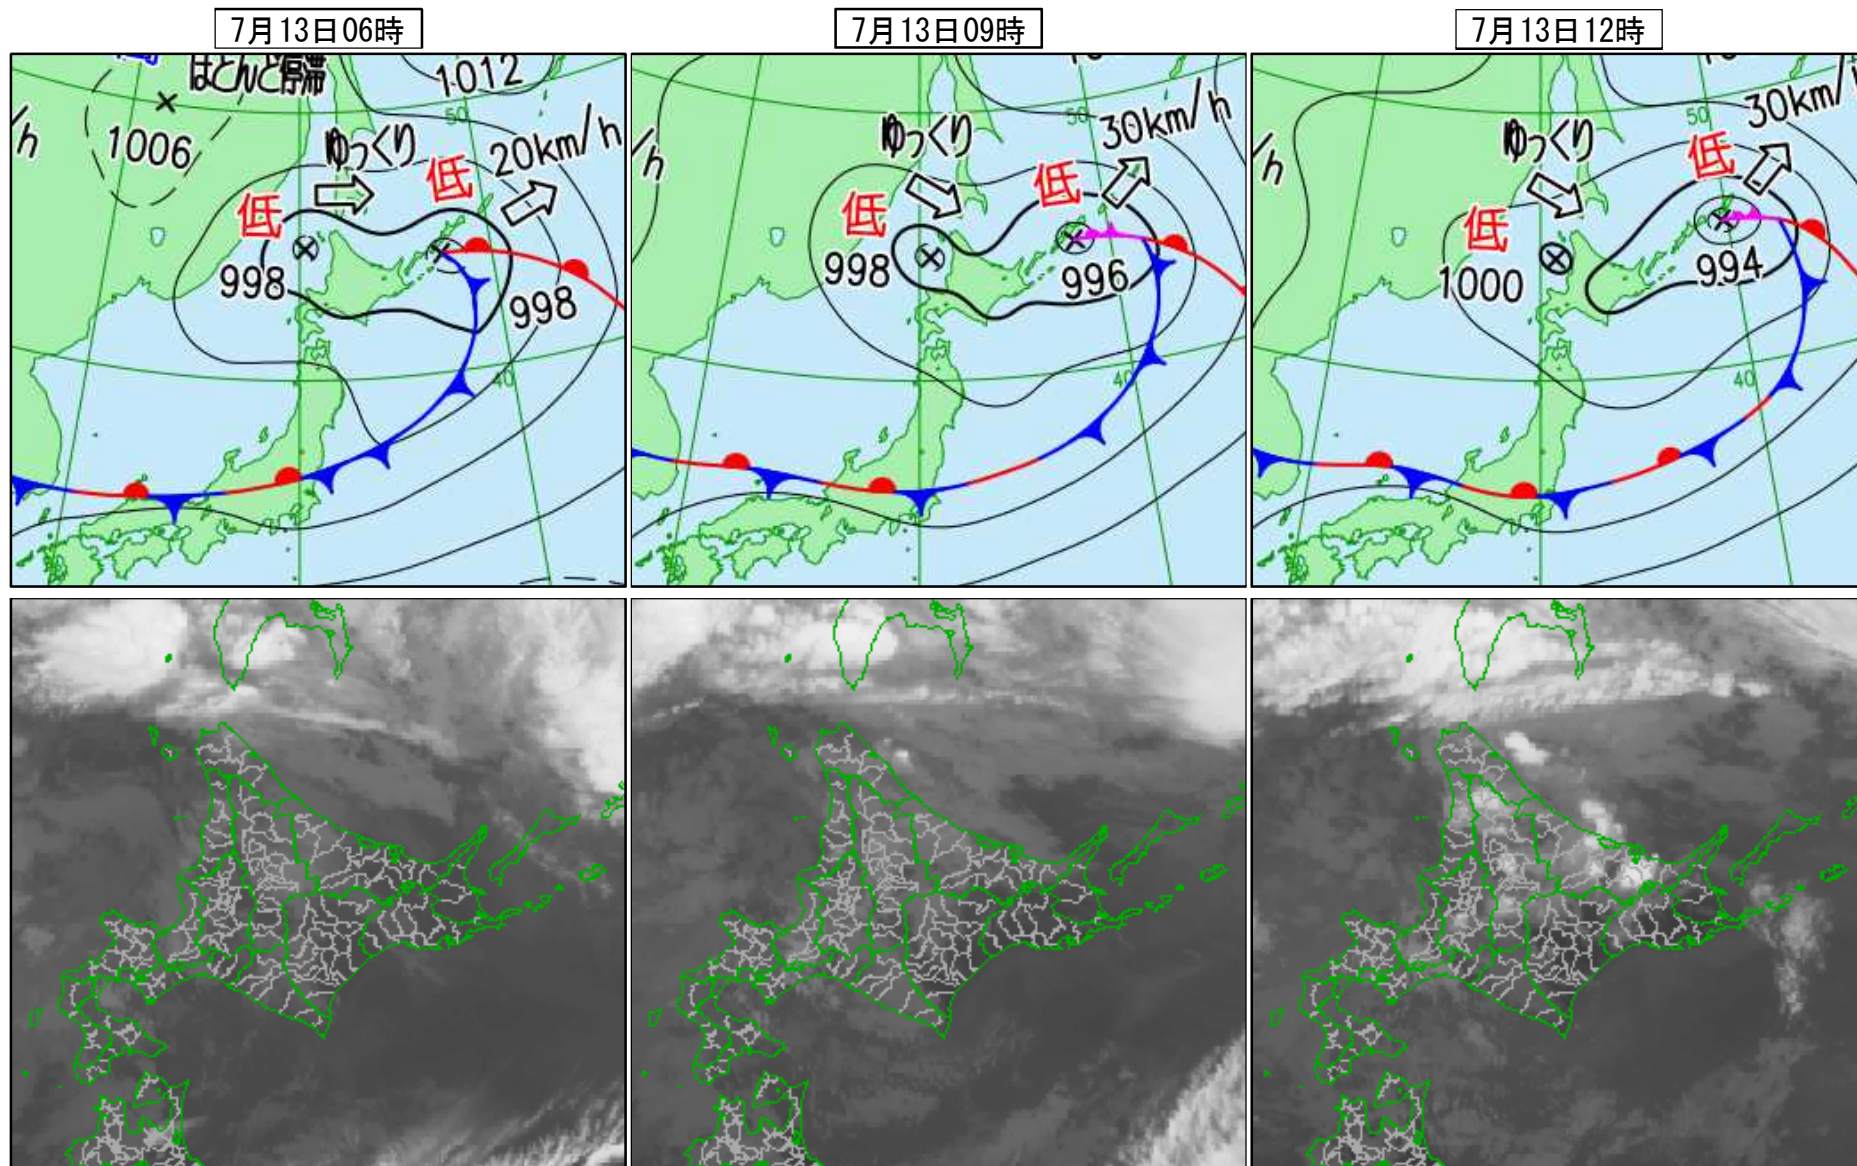 7月13日06時
7月13日09時
7月13日12時
ほとんど停滞
1012
50
1006
ゆっくり
20km/h
低
低
998
998
40
/h
ゆっくり
50
30km/h
低
低
998
996
40
/h
ゆっくり
50
30km/
低
低
1000
994
40
/h